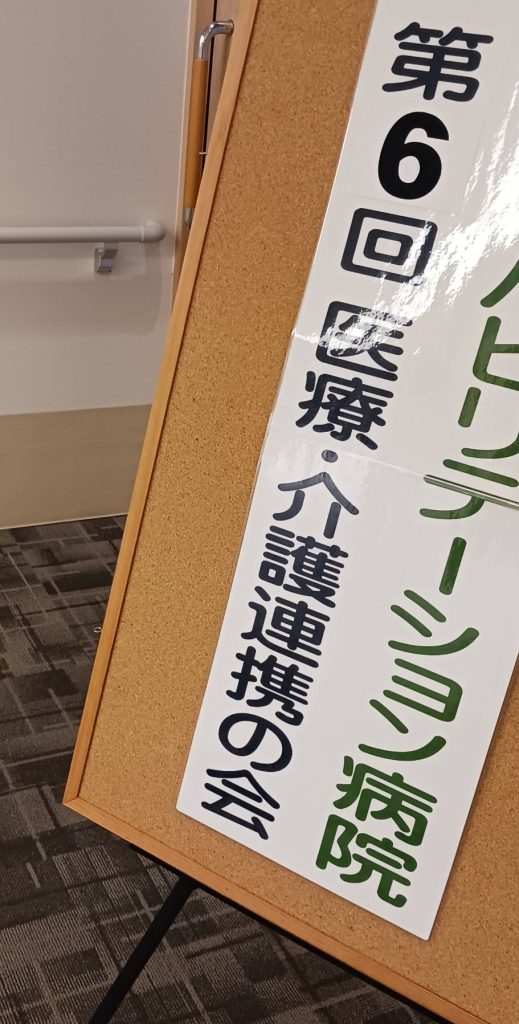 ハビリテーション病院
第6回 医療・介護連携の会